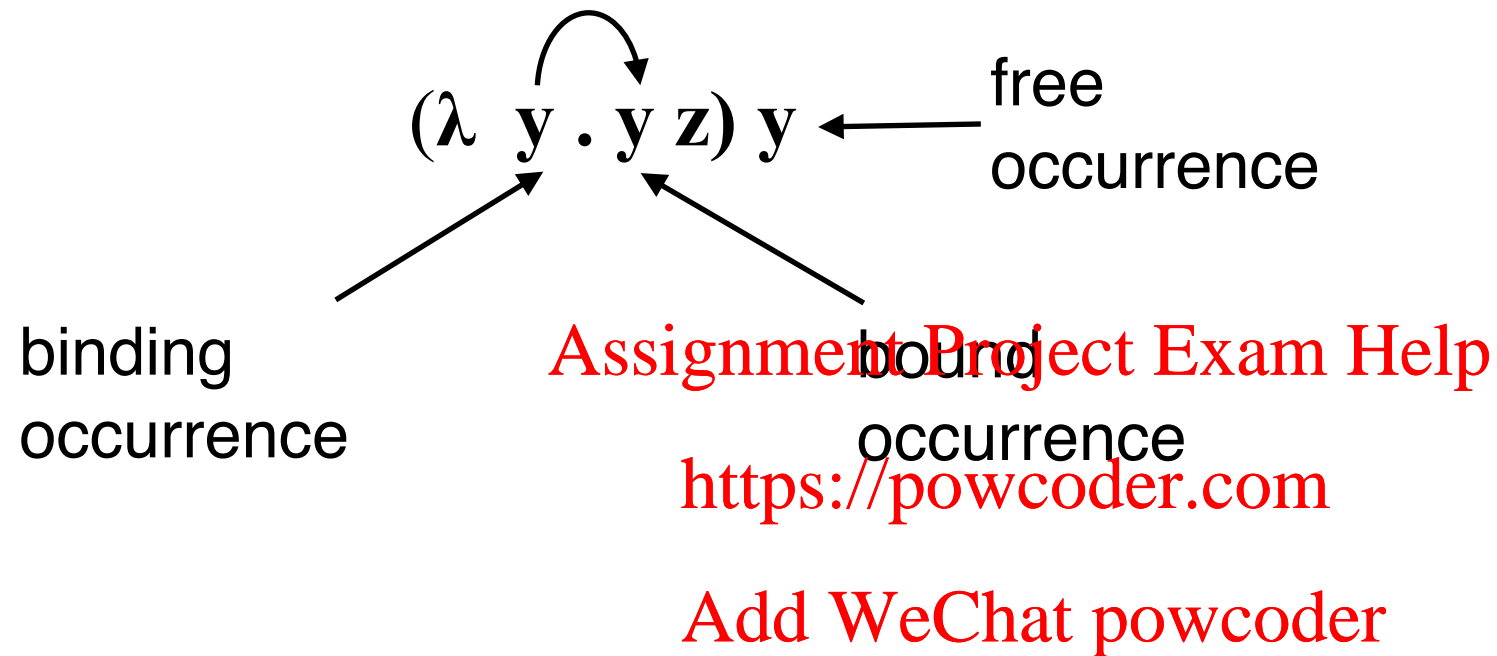 (λ y . y z) y
free
occurrence
binding
occurrence
bound
occurrence
Assignment Project Exam Help
https://powcoder.com
Add WeChat powcoder